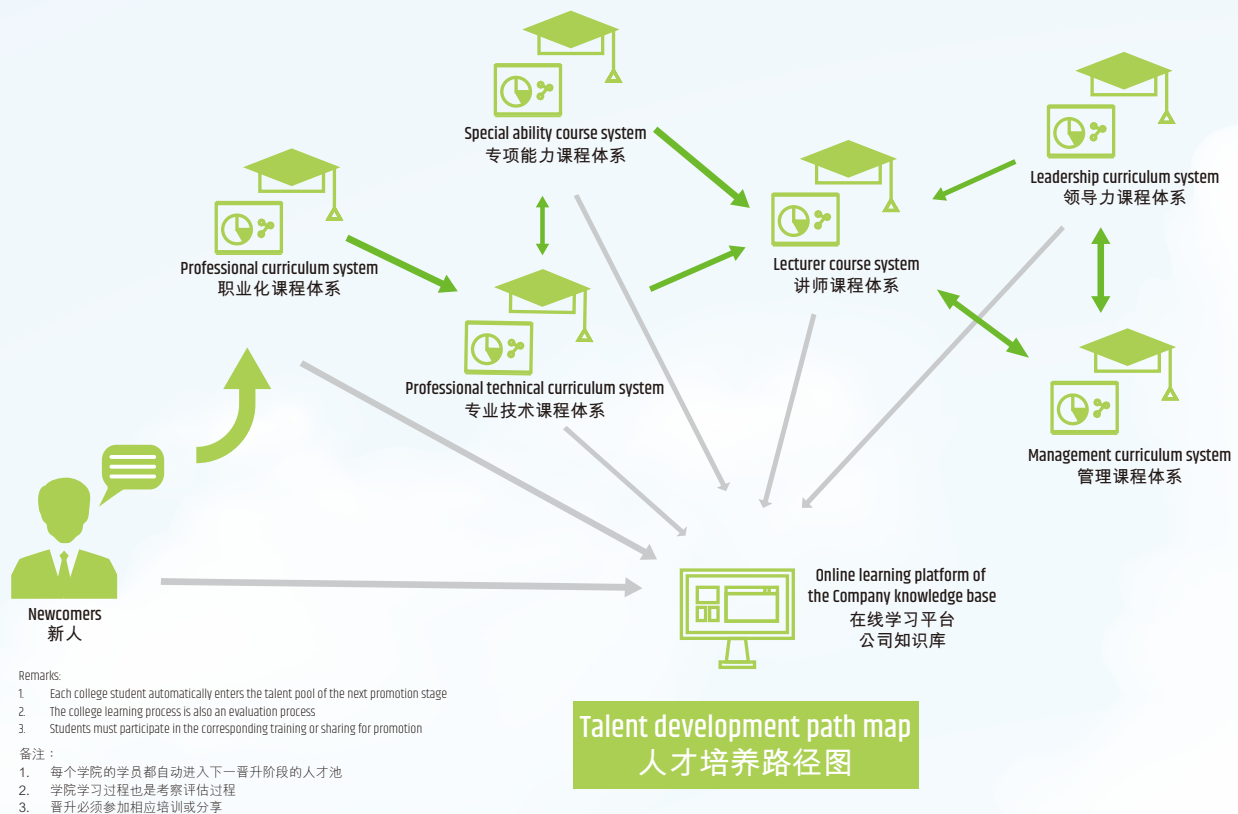 Special ability course system
专项能力课程体系
Leadership curriculum system
领导力课程体系
Professional curriculum system
职业化课程体系
Lecturer course system
讲师课程体系
Professional technical curriculum system
专业技术课程体系
Management curriculum system
管理课程体系
Newcomers
新人
Online learning platform of
the Company knowledge base
在线学习平台
公司知识库
Remarks:
1. Each college student automatically enters the talent pool of the next promotion stage
2. The college learning process is also an evaluation process
3. Students must participate in the corresponding training or sharing for promotion
备注：
1. 每个学院的学员都自动进入下一晋升阶段的人才池
2. 学院学习过程也是考察评估过程
3. 晋升必须参加相应培训或分享
Talent development path map
人才培养路径图